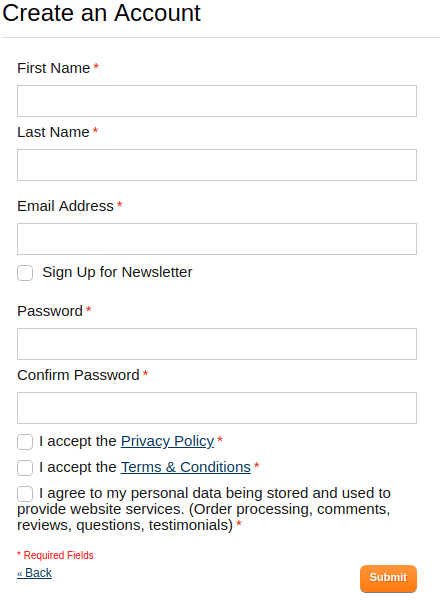 Create an Account
First Name *
Last Name *
Email Address *
Sign Up for Newsletter
Password *
Confirm Password *
I accept the Privacy Policy *
I accept the Terms & Conditions *
I agree to my personal data being stored and used to
provide website services. (Order processing, comments,
reviews, questions, testimonials) *
* Required Fields
« Back
Submit